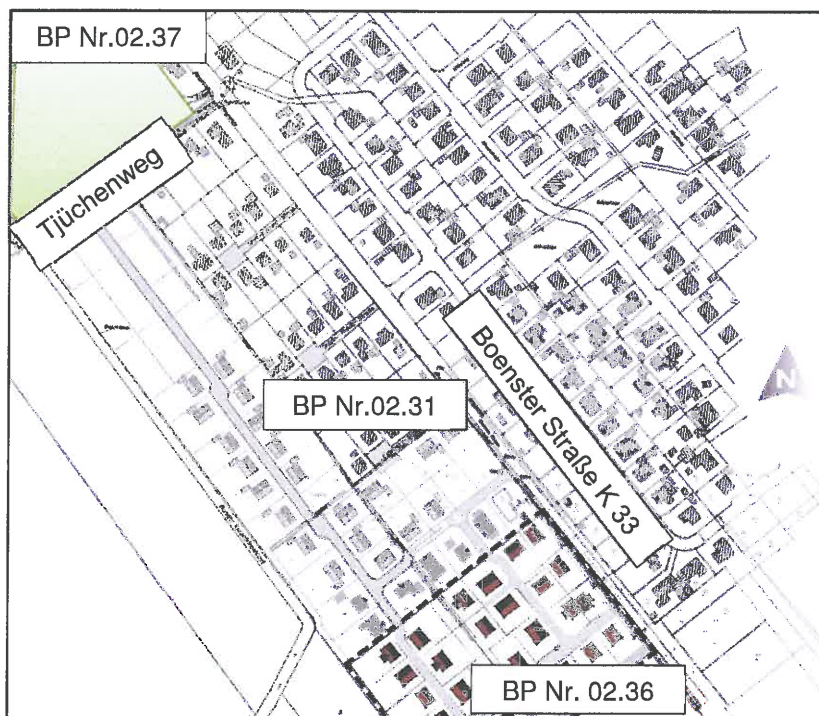 BP Nr.02.37
Tjüchenweg
Boenster Straße K 33
BP Nr.02.31
N
BP Nr. 02.36